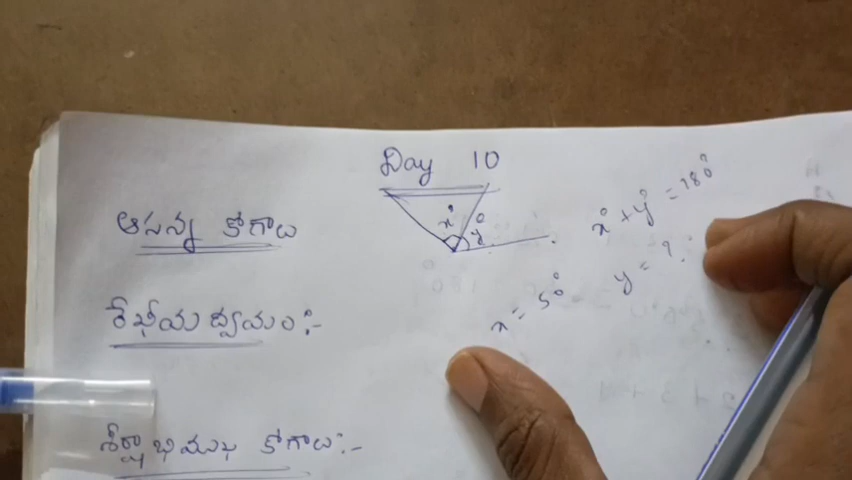 Day 10
ఆసన్న కోణాలు
x° y°
x° + y° = 180°
x = 50° y = ?
రేఖీయ ద్వయం:-
శీర్షాభిముఖ కోణాలు:-